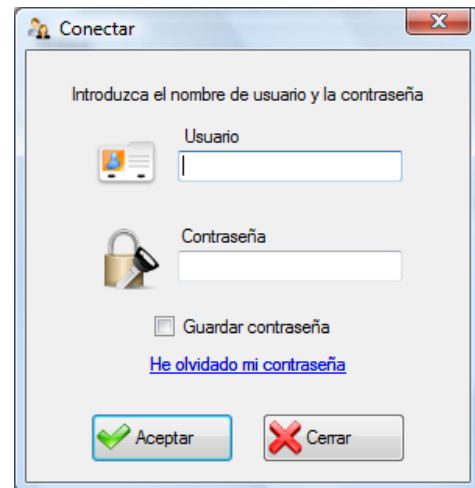 Conectar
Introduzca el nombre de usuario y la contraseña
Usuario
Contraseña
Guardar contraseña
He olvidado mi contraseña
Aceptar
Cerrar